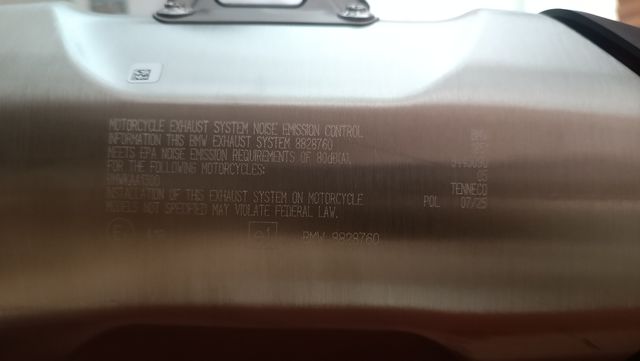 MOTORCYCLE EXHAUST SYSTEM NOISE EMISSION CONTROL
INFORMATION THIS BMW EXHAUST SYSTEM 8828760
MEETS EPA NOISE EMISSION REQUIREMENTS OF 80dB(A)
FOR THE FOLLOWING MOTORCYCLES:
INSTALLATION OF THIS EXHAUST SYSTEM ON MOTORCYCLE
MODELS NOT SPECIFIED MAY VIOLATE FEDERAL LAW.
TENNECO
POL 07/25
BMW-8828760